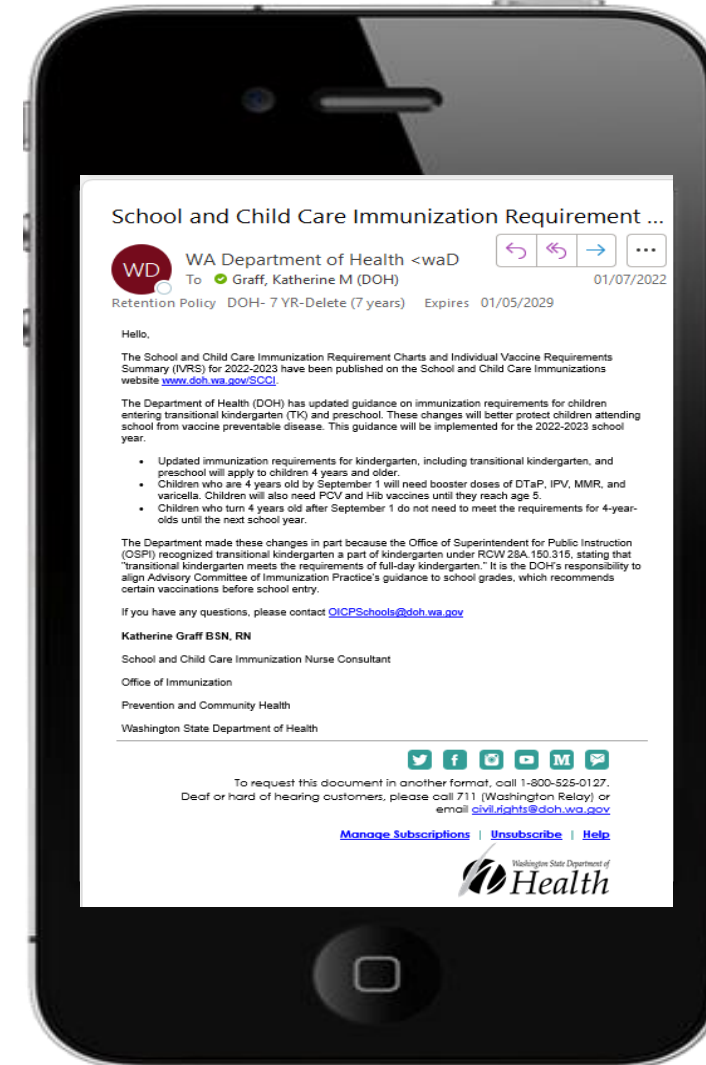 School and Child Care Immunization Requirement ...
WD
WA Department of Health <waD
To Graff, Katherine M (DOH)
01/07/2022
Retention Policy DOH- 7 YR-Delete (7 years) Expires 01/05/2029
Hello,
The School and Child Care Immunization Requirement Charts and Individual Vaccine Requirements
Summary (IVRS) for 2022-2023 have been published on the School and Child Care Immunizations
website www.doh.wa.gov/SCCI.
The Department of Health (DOH) has updated guidance on immunization requirements for children
entering transitional kindergarten (TK) and preschool. These changes will better protect children attending
school from vaccine preventable disease. This guidance will be implemented for the 2022-2023 school
year.
• Updated immunization requirements for kindergarten, including transitional kindergarten, and
preschool will apply to children 4 years and older.
• Children who are 4 years old by September 1 will need booster doses of DTaP, IPV, MMR, and
varicella. Children will also need PCV and Hib vaccines until they reach age 5.
• Children who turn 4 years old after September 1 do not need to meet the requirements for 4-year-
olds until the next school year.
The Department made these changes in part because the Office of Superintendent for Public Instruction
(OSPI) recognized transitional kindergarten a part of kindergarten under RCW 28A.150.315, stating that
"transitional kindergarten meets the requirements of full-day kindergarten." It is the DOH's responsibility to
align Advisory Committee of Immunization Practice's guidance to school grades, which recommends
certain vaccinations before school entry.
If you have any questions, please contact OICPSchools@doh.wa.gov
Katherine Graff BSN, RN
School and Child Care Immunization Nurse Consultant
Office of Immunization
Prevention and Community Health
Washington State Department of Health
To request this document in another format, call 1-800-525-0127.
Deaf or hard of hearing customers, please call 711 (Washington Relay) or
email civil.rights@doh.wa.gov
Manage Subscriptions | Unsubscribe | Help
Washington State Department of
Health